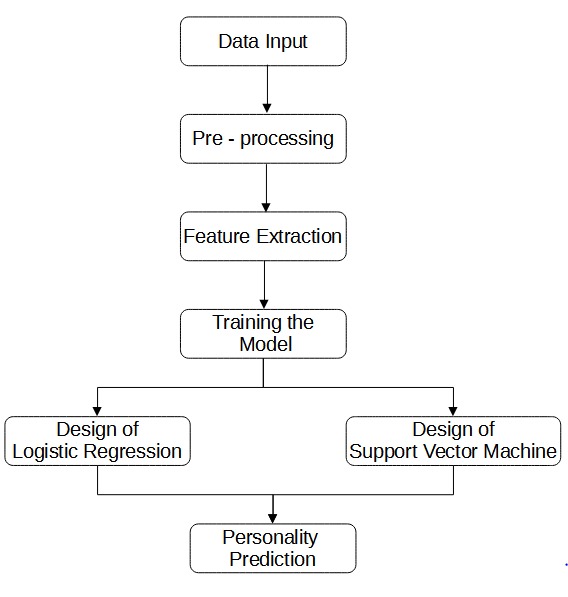 Data Input
Pre - processing
Feature Extraction
Training the
Model
Design of
Logistic Regression
Design of
Support Vector Machine
Personality
Prediction
.